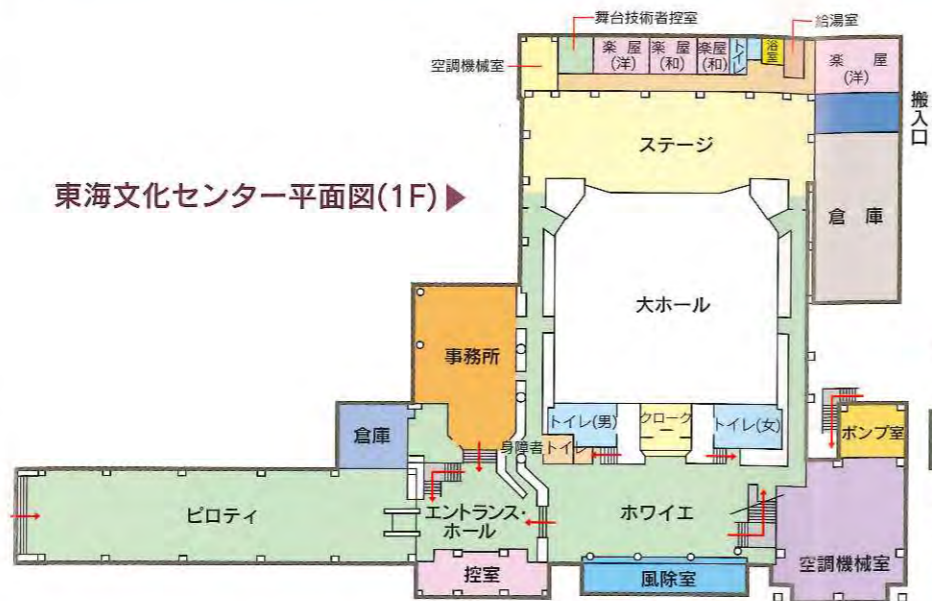 舞台技術者控室
給湯室
空調機械室
楽屋
(洋)
楽屋
(和)
楽屋
(和)
トイレ
浴室
楽屋
(洋)
搬入口
ステージ
東海文化センター平面図(1F)▶
倉庫
大ホール
事務所
倉庫
トイレ(男)
クローク
ー
トイレ(女)
ポンプ室
身障者トイレ
ピロティ
エントランス・
ホール
ホワイエ
空調機械室
控室
風除室